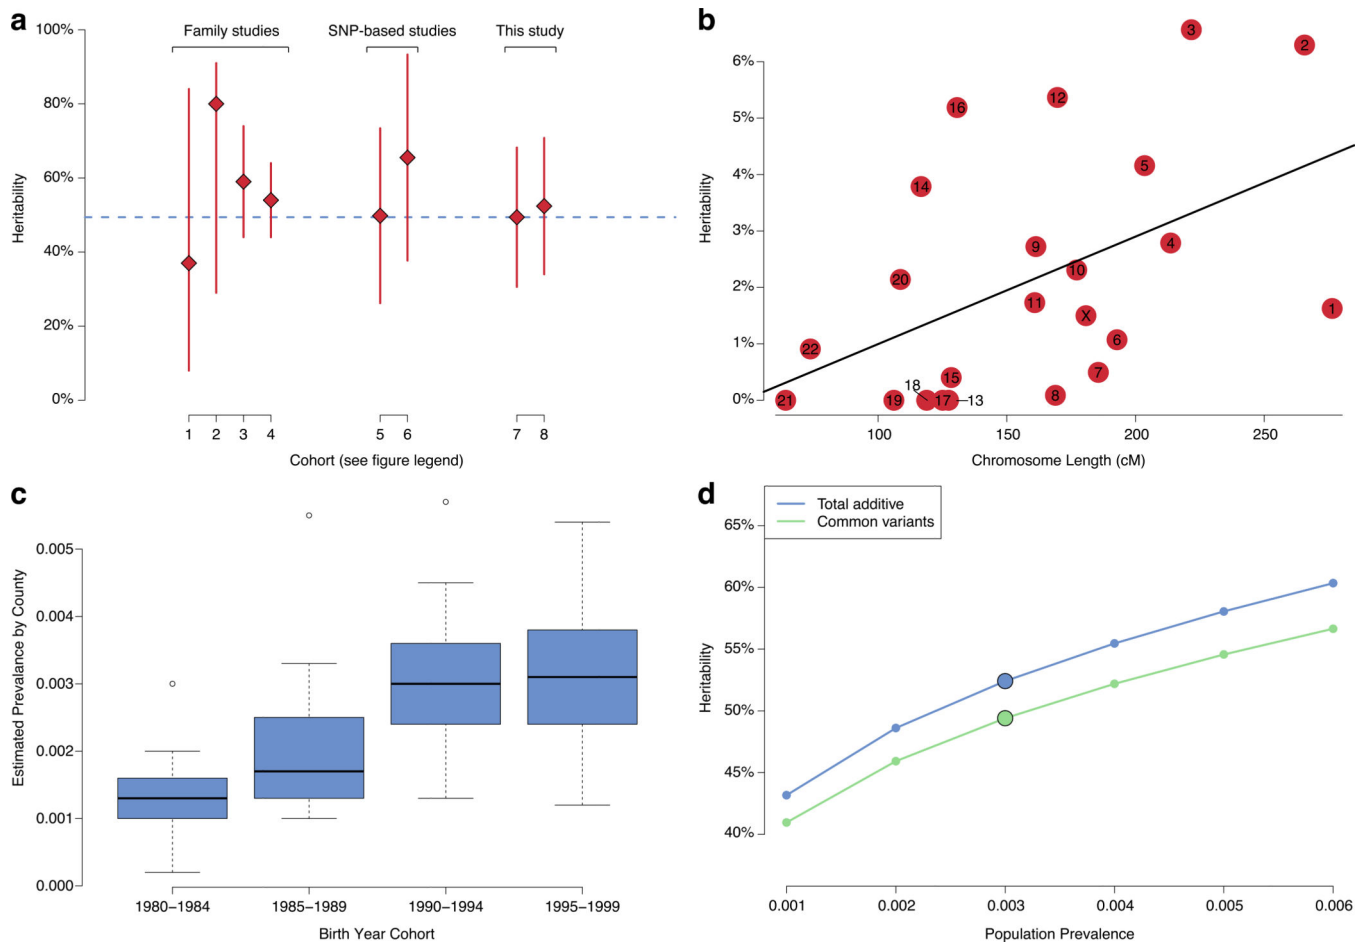 a
Family studies
SNP-based studies
This study
100%
80%
60%
40%
20%
0%
Heritability
1 2 3 4 5 6 7 8
Cohort (see figure legend)
b
6%
5%
4%
3%
2%
1%
0%
Heritability
3
2
12
16
5
14
9
4
10
20
11
X
1
6
22
7
15
8
18
21
19
17
13
100 150 200 250
Chromosome Length (cM)
c
0.005
0.004
0.003
0.002
0.001
0.000
Estimated Prevalance by County
1980–1984 1985–1989 1990–1994 1995–1999
Birth Year Cohort
d
Total additive
Common variants
65%
60%
55%
50%
45%
40%
Heritability
0.001 0.002 0.003 0.004 0.005 0.006
Population Prevalence